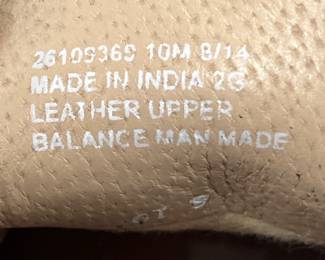 26109369 10M 8/14
MADE IN INDIA 2G
LEATHER UPPER
BALANCE MAN MADE